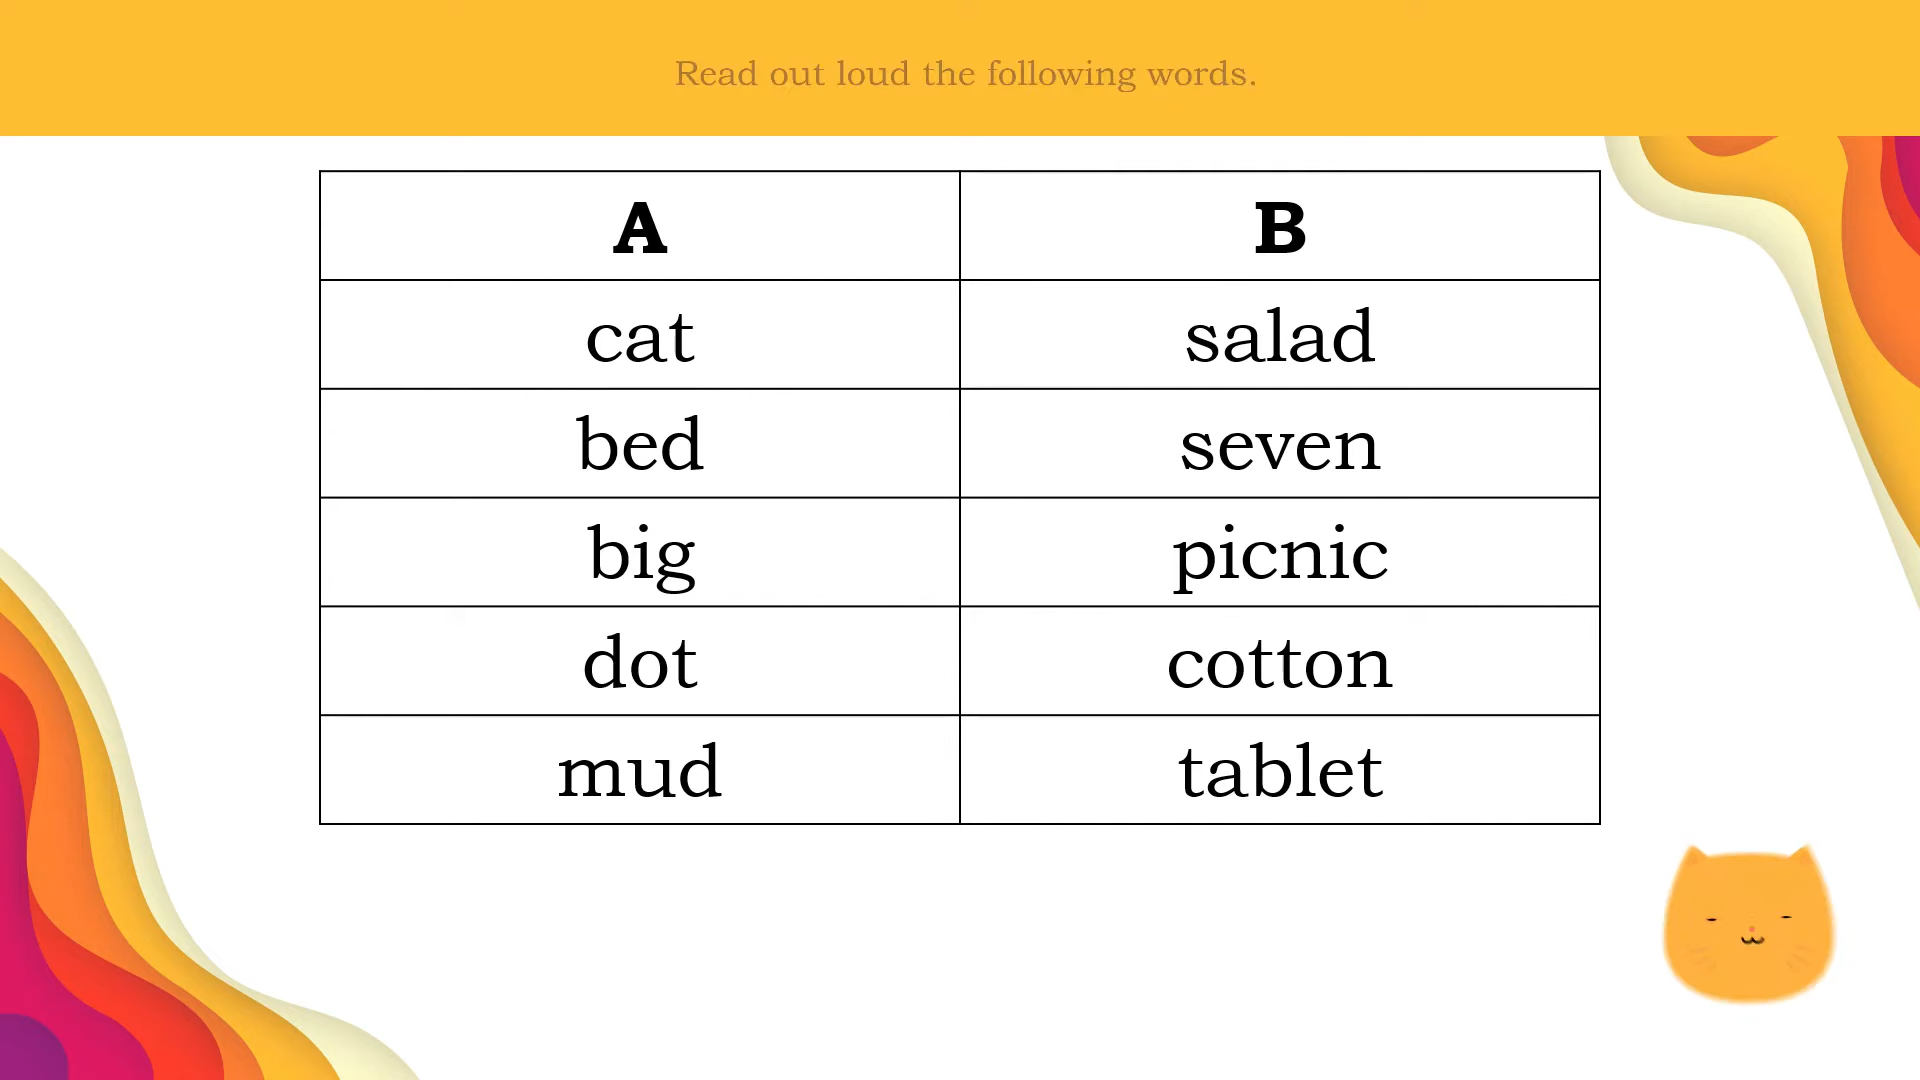 Read out loud the following words.
A B
cat salad
bed seven
big picnic
dot cotton
mud tablet